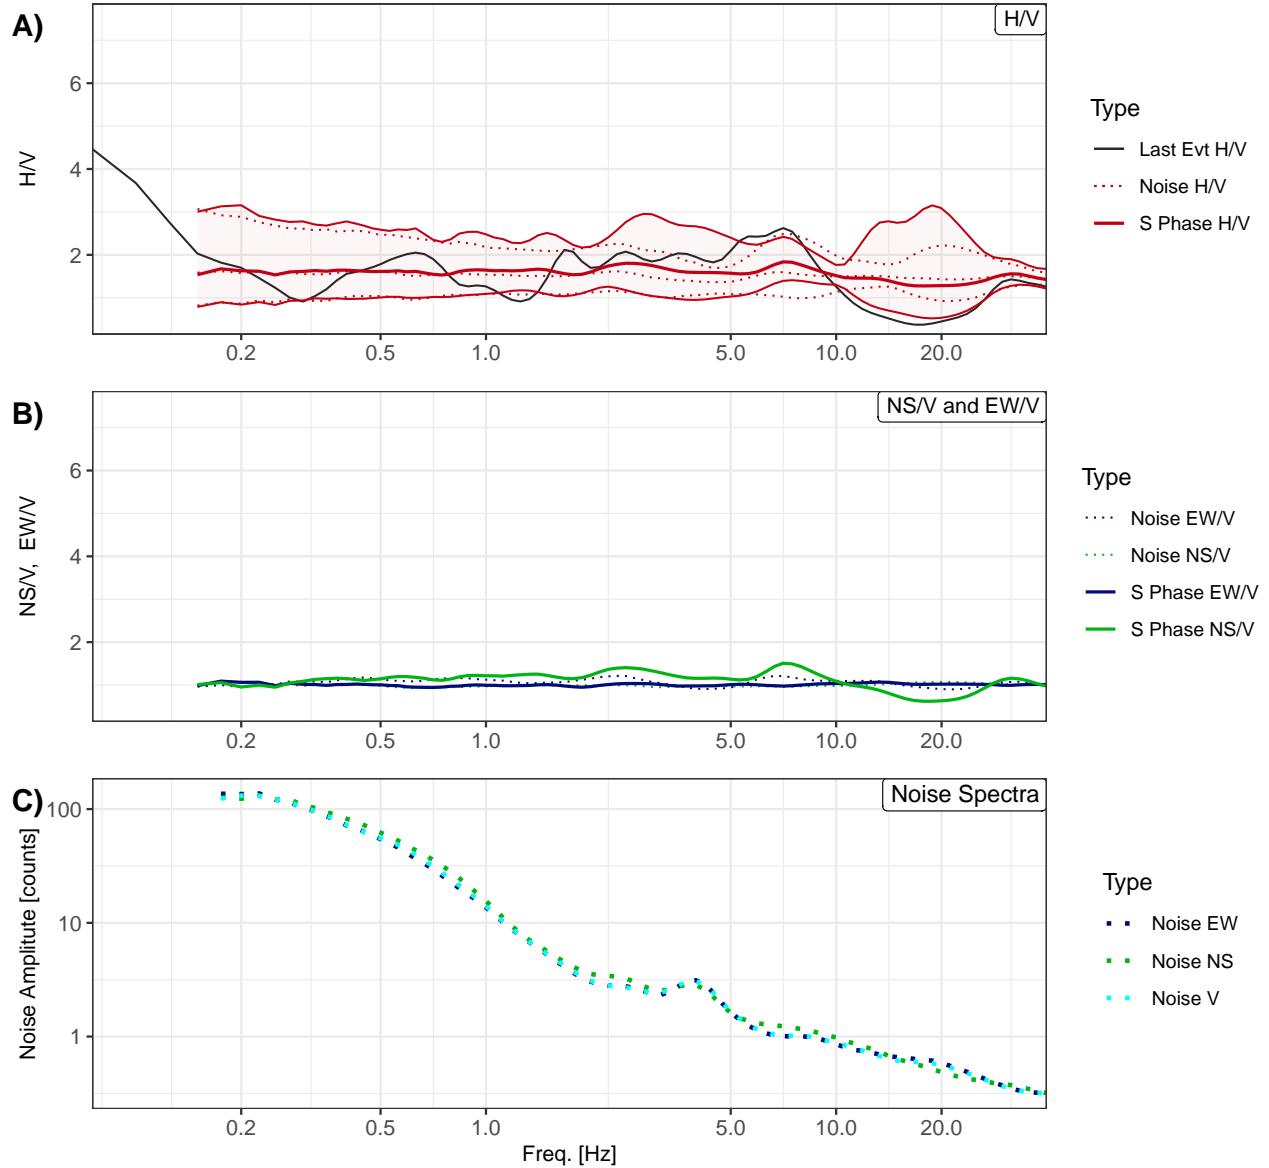 A)
H/V
6
4
2
H/V
0.2 0.5 1.0 5.0 10.0 20.0
Type
Last Evt H/V
Noise H/V
S Phase H/V
B)
NS/V and EW/V
6
4
2
NS/V, EW/V
0.2 0.5 1.0 5.0 10.0 20.0
Type
Noise EW/V
Noise NS/V
S Phase EW/V
S Phase NS/V
C)
Noise Spectra
100
10
1
Noise Amplitute [counts]
0.2 0.5 1.0 5.0 10.0 20.0
Freq. [Hz]
Type
Noise EW
Noise NS
Noise V